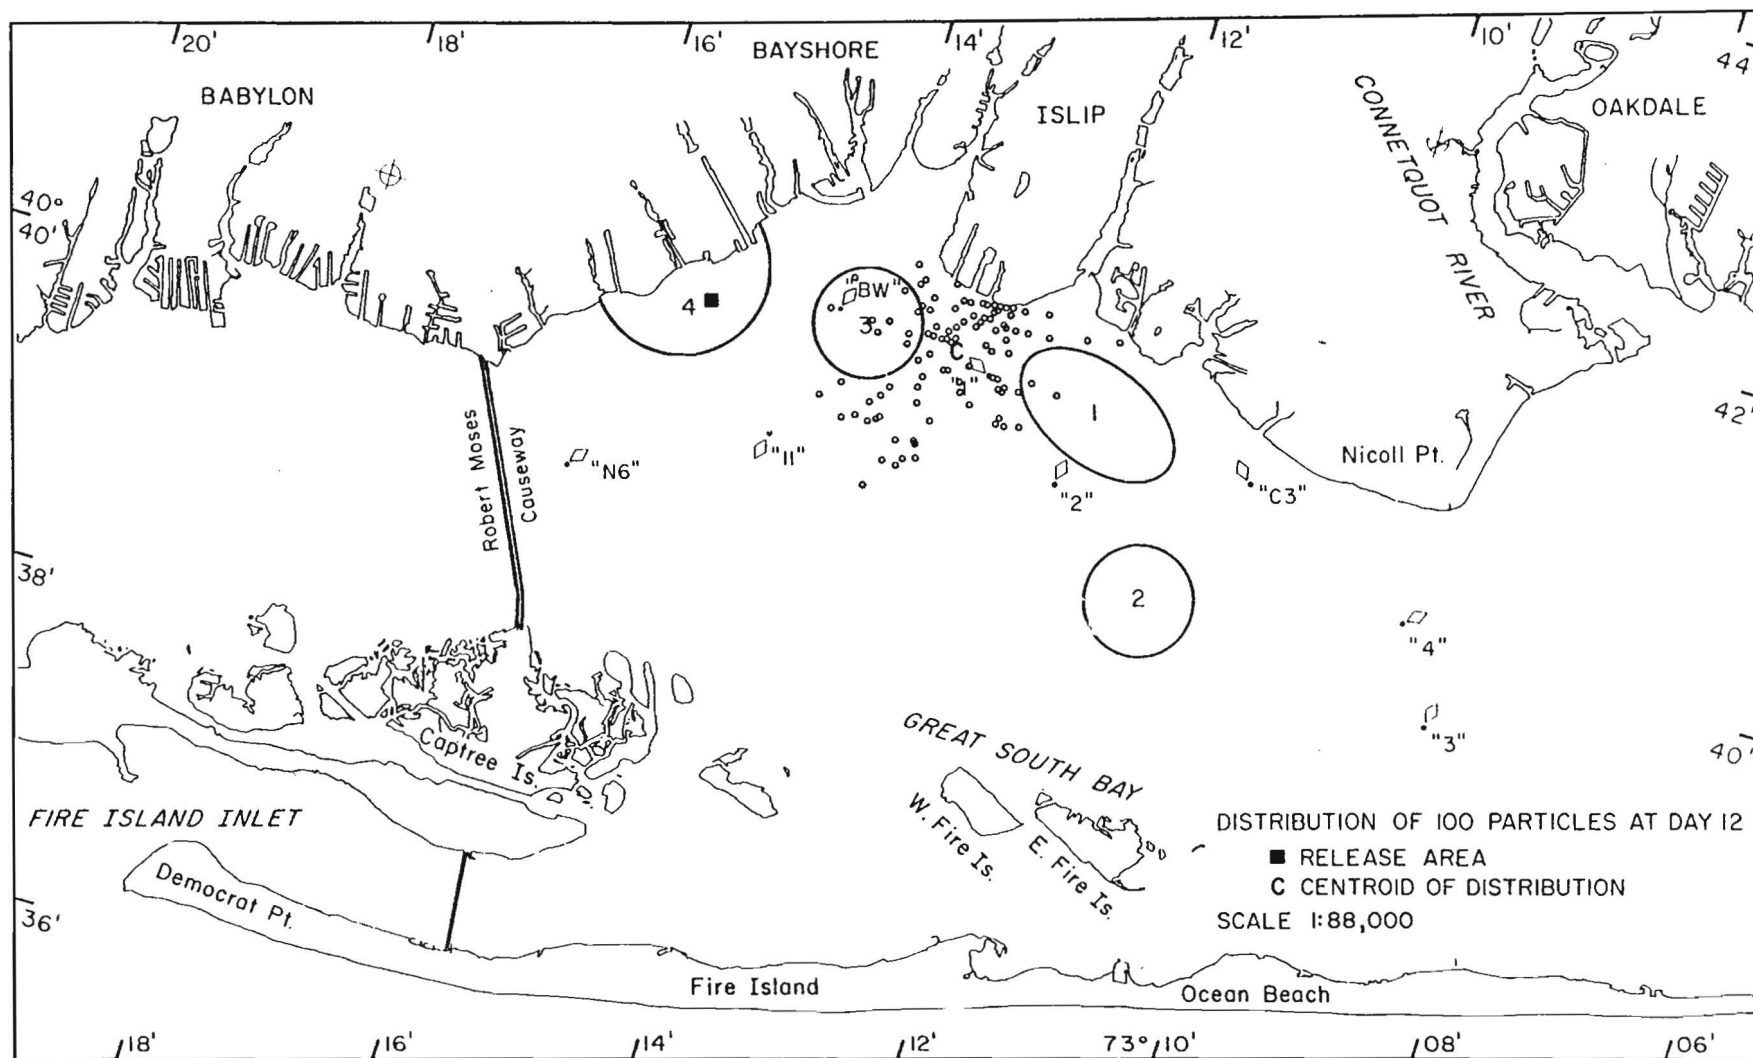 20' 18' 16' 14' 12' 10'
44'
BAYSHORE
BABYLON
ISLIP
OAKDALE
CONNETQUOT RIVER
40°
40'
"BW"
4
3
C
"1"
1
42'
Robert Moses
Causeway
"N6"
"11"
"2"
"C3"
Nicoll Pt.
38'
2
"4"
"3"
40'
Captree Is.
GREAT SOUTH BAY
W. Fire Is.
E. Fire Is.
FIRE ISLAND INLET
Democrat Pt.
36'
DISTRIBUTION OF 100 PARTICLES AT DAY 12
■ RELEASE AREA
C CENTROID OF DISTRIBUTION
SCALE 1:88,000
Fire Island
Ocean Beach
18' 16' 14' 12' 73° 10' 08' 06'